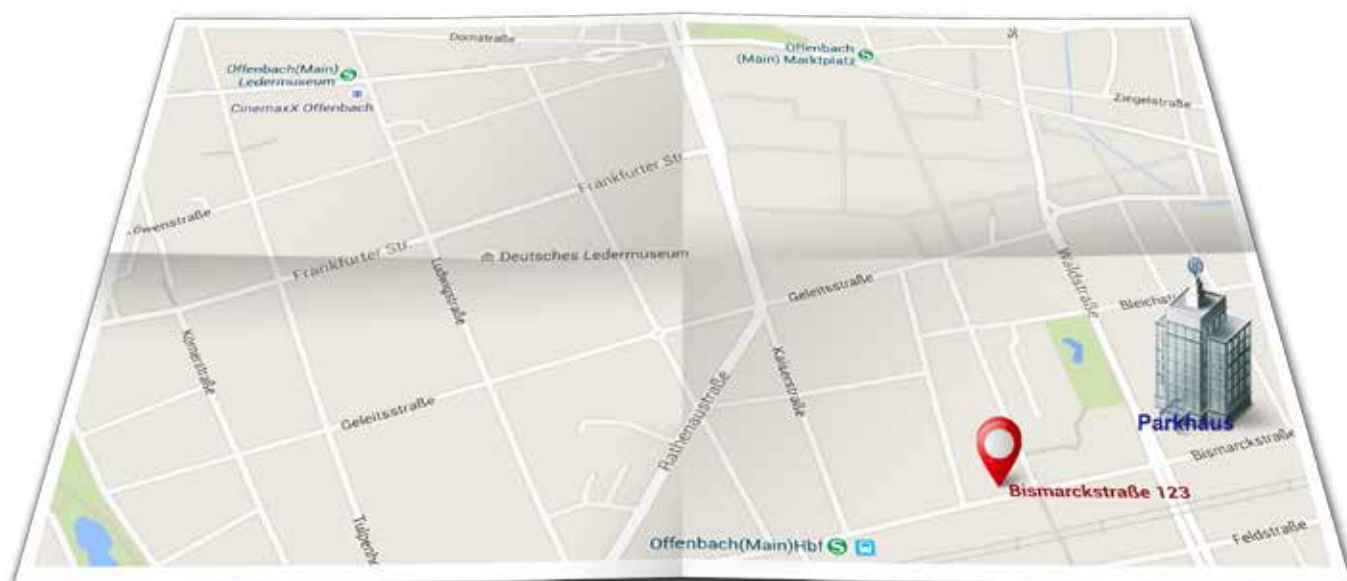 Domstraße
Offenbach(Main)
Ledermuseum
CinemaxX Offenbach
Offenbach
(Main) Marktplatz
Ziegelstraße
Frankfurter Str.
Frankfurter Str.
Deutsches Ledermuseum
Ludwigstraße
Geleitsstraße
Waldstraße
Körnerstraße
Kaiserstraße
Geleitsstraße
Rathenaustraße
Parkhaus
Bismarckstraße
Bismarckstraße 123
Feldstraße
Offenbach(Main)Hbf